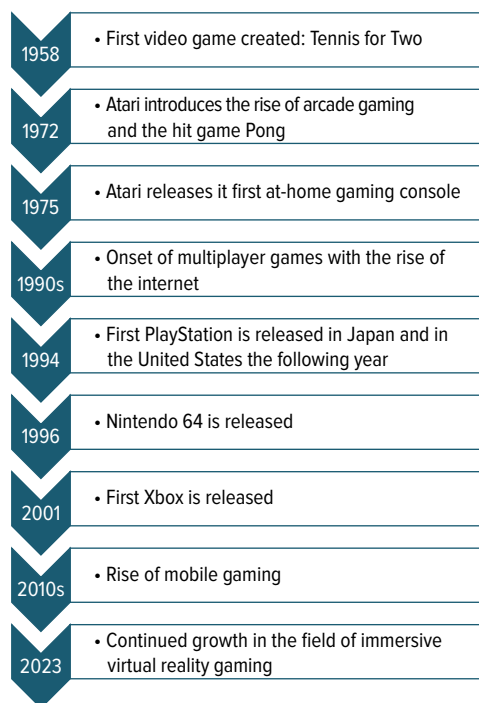 1958
• First video game created: Tennis for Two
1972
• Atari introduces the rise of arcade gaming
and the hit game Pong
1975
• Atari releases it first at-home gaming console
1990s
• Onset of multiplayer games with the rise of
the internet
1994
• First PlayStation is released in Japan and in
the United States the following year
1996
• Nintendo 64 is released
2001
• First Xbox is released
2010s
• Rise of mobile gaming
2023
• Continued growth in the field of immersive
virtual reality gaming